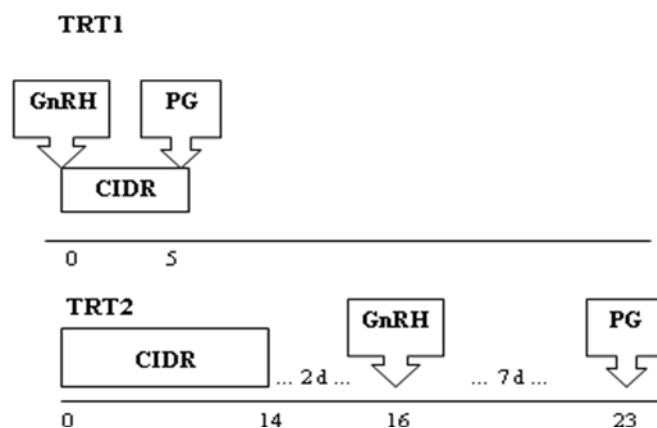 TRT1
GnRH PG
CIDR
0 5
TRT2
GnRH PG
CIDR
... 2 d ... ... 7 d ...
0 14 16 23